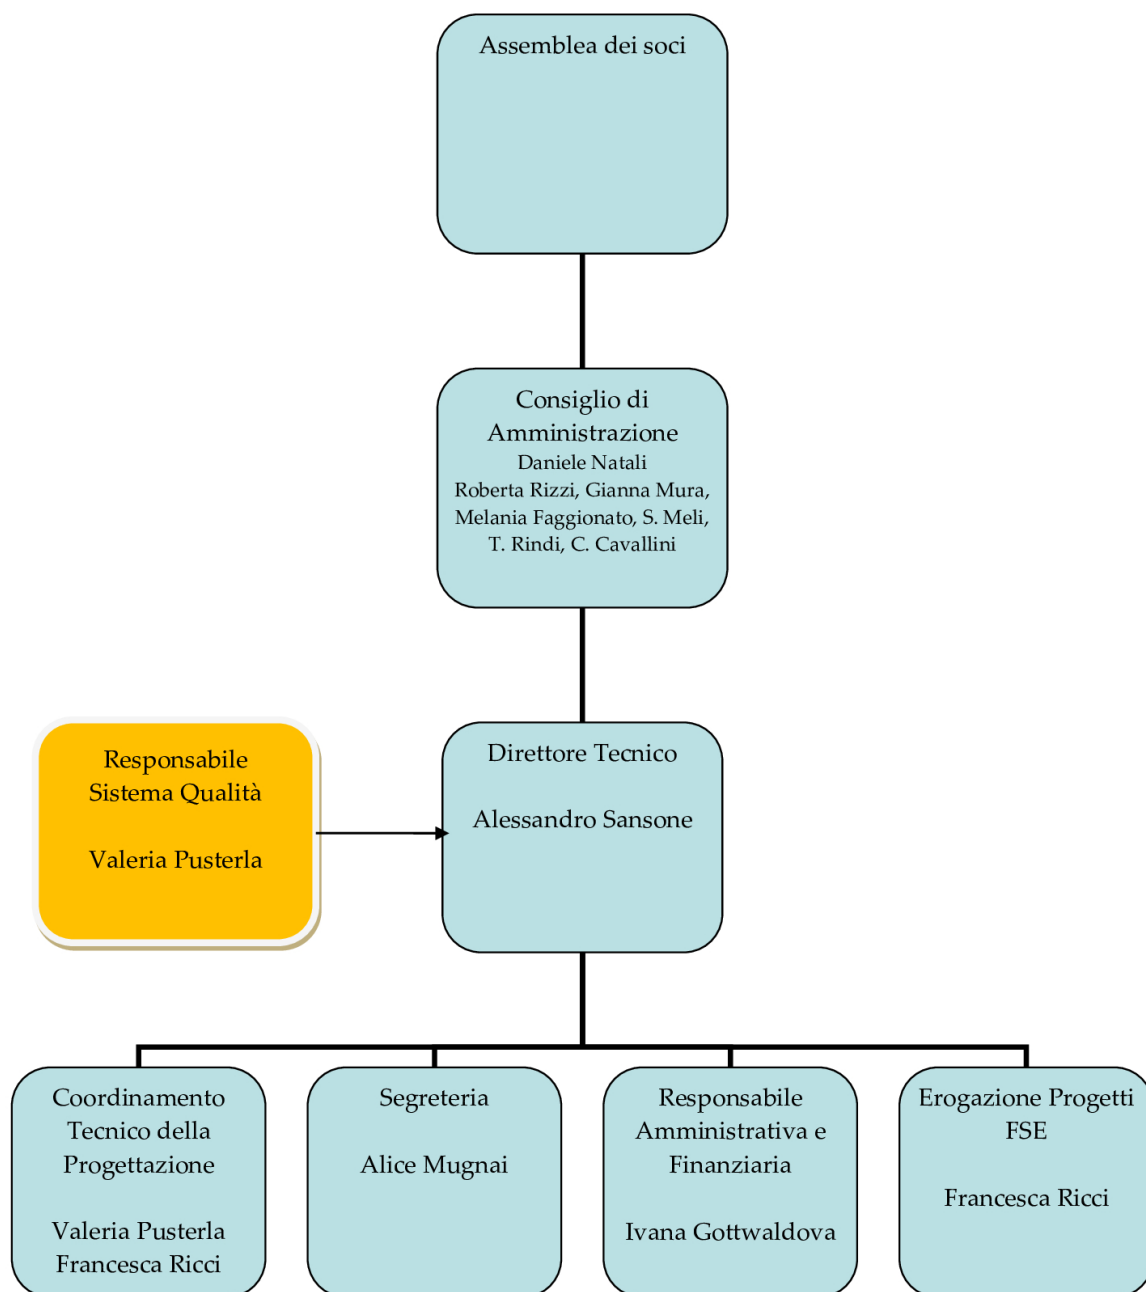 Assemblea dei soci
Consiglio di
Amministrazione
Daniele Natali
Roberta Rizzi, Gianna Mura,
Melania Faggionato, S. Meli,
T. Rindi, C. Cavallini
Responsabile
Sistema Qualità
Valeria Pusterla
Direttore Tecnico
Alessandro Sansone
Coordinamento
Tecnico della
Progettazione
Valeria Pusterla
Francesca Ricci
Segreteria
Alice Mugnai
Responsabile
Amministrativa e
Finanziaria
Ivana Gottwaldova
Erogazione Progetti
FSE
Francesca Ricci